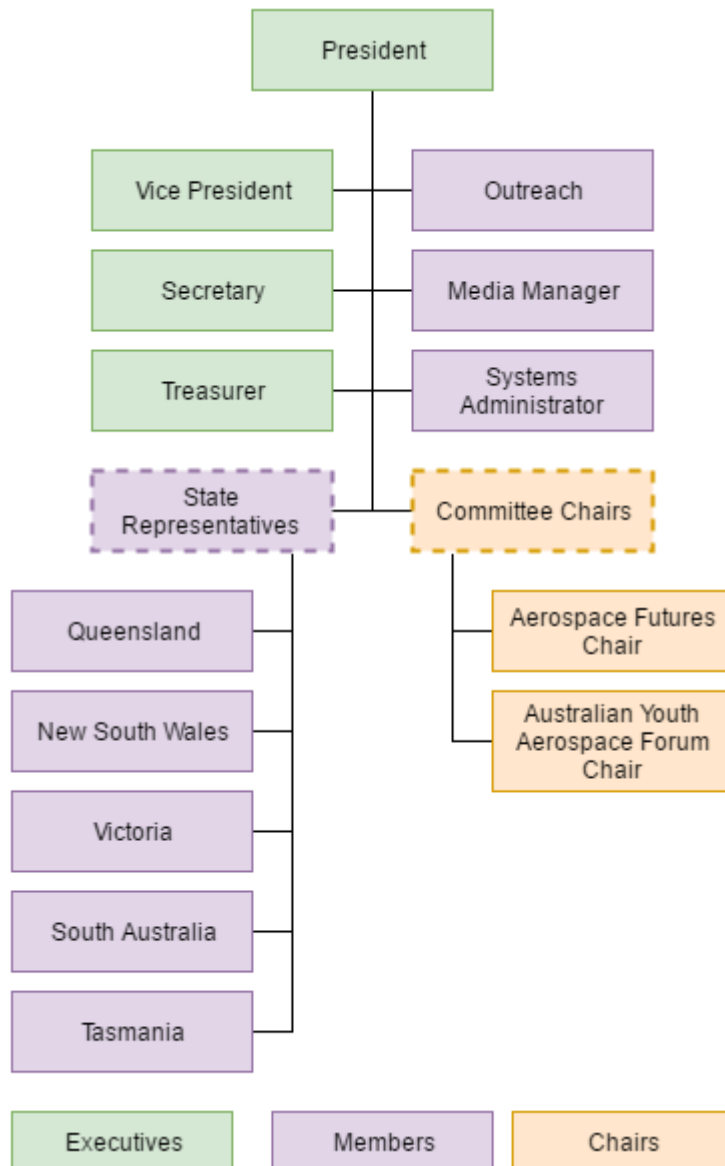 President
Vice President
Outreach
Secretary
Media Manager
Treasurer
Systems
Administrator
State
Representatives
Committee Chairs
Queensland
Aerospace Futures
Chair
New South Wales
Australian Youth
Aerospace Forum
Chair
Victoria
South Australia
Tasmania
Executives
Members
Chairs